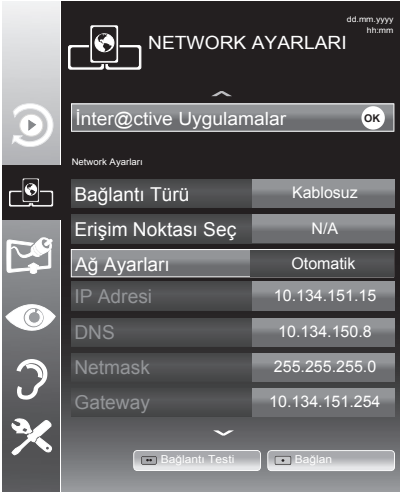 dd.mm.yyyy
hh:mm
NETWORK AYARLARI
İnter@ctive Uygulamalar OK
Network Ayarları
Bağlantı Türü Kablosuz
Erişim Noktası Seç N/A
Ağ Ayarları Otomatik
IP Adresi 10.134.151.15
DNS 10.134.150.8
Netmask 255.255.255.0
Gateway 10.134.151.254
Bağlantı Testi Bağlan